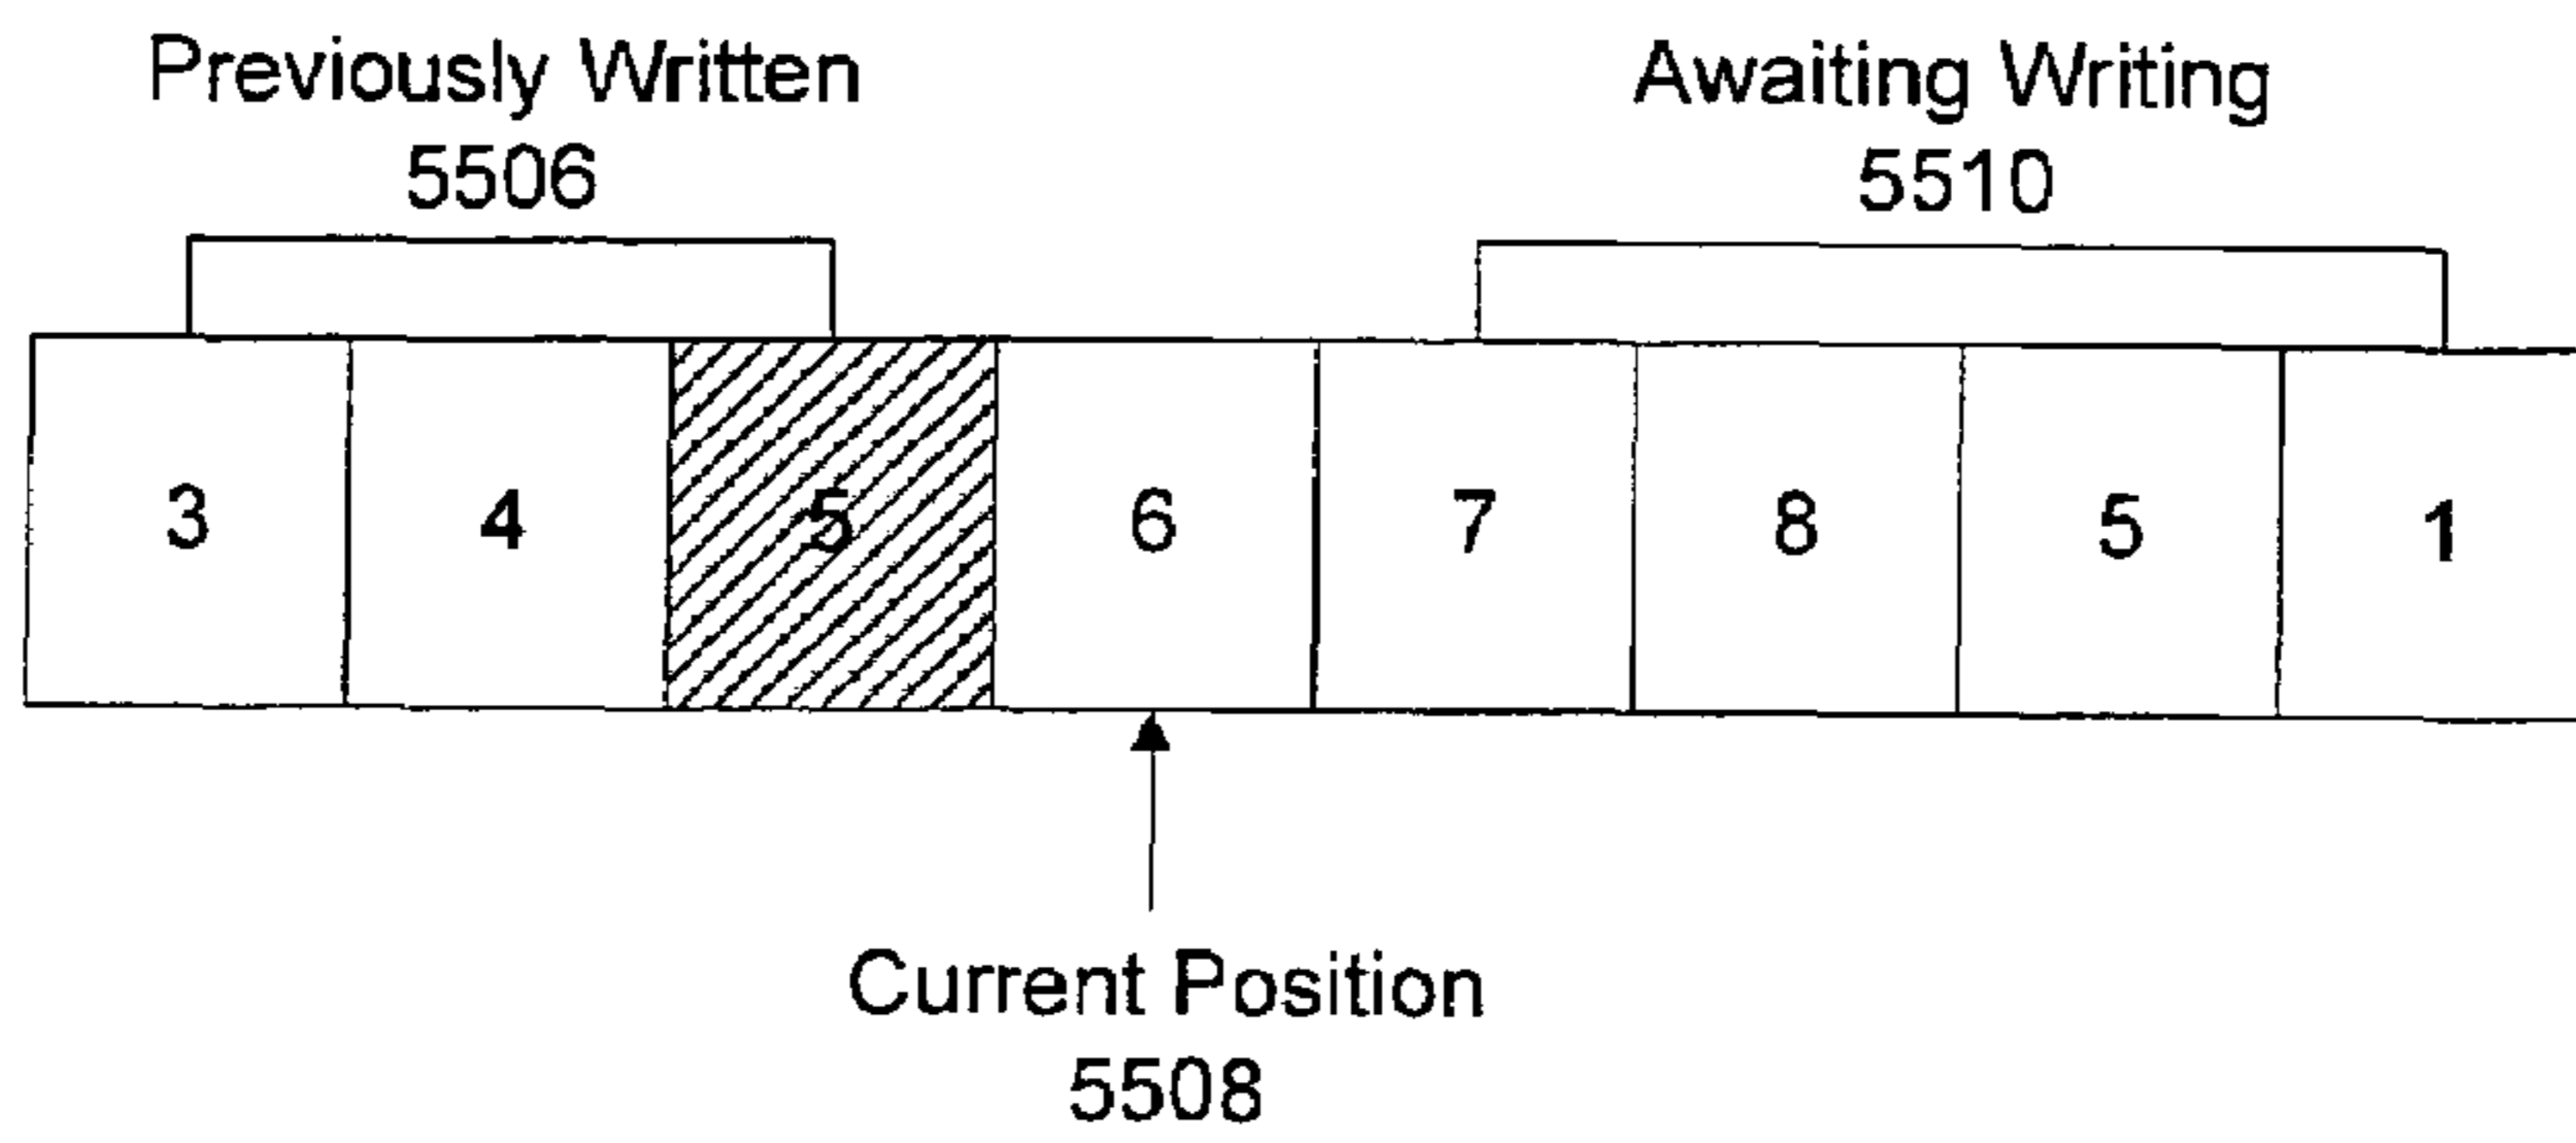 Previously Written
5506
Awaiting Writing
5510
3 4 5 6 7 8 5 1
Current Position
5508